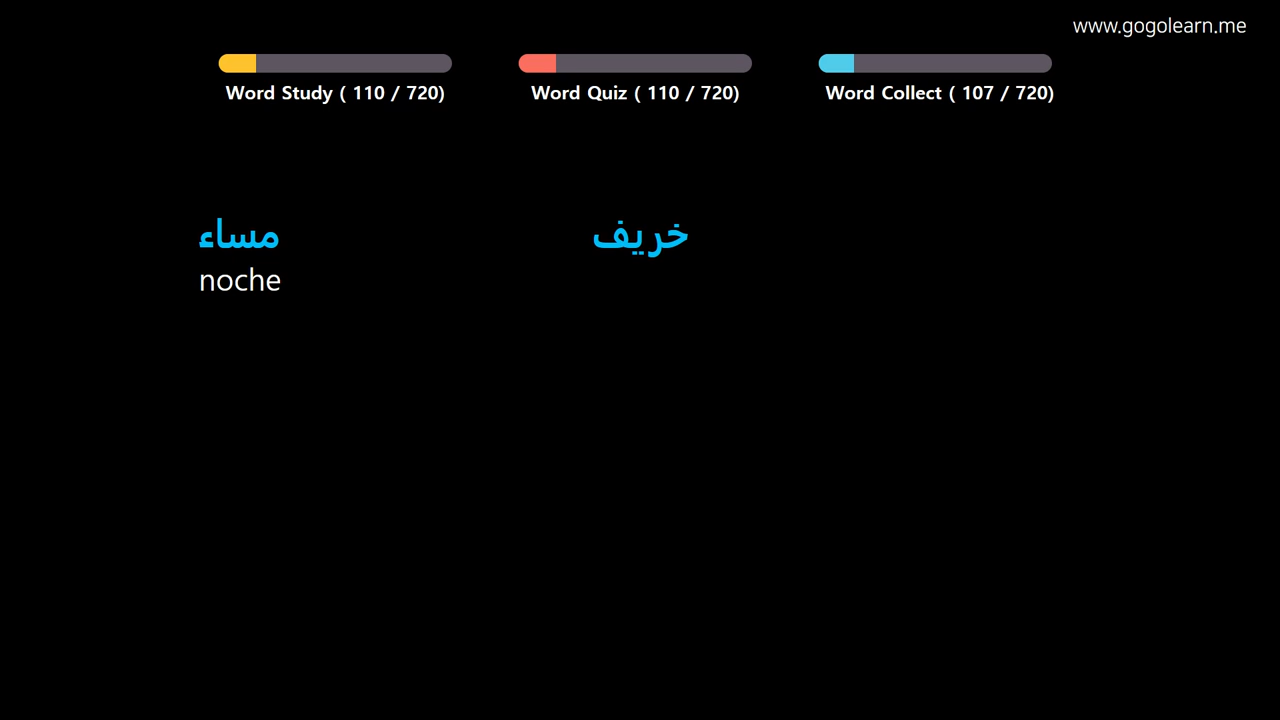 www.gogolearn.me
Word Study ( 110 / 720)
Word Quiz ( 110 / 720)
Word Collect ( 107 / 720)
مساء
noche
خريف